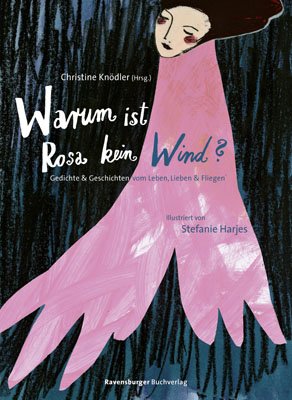 Christine Knödler (Hrsg.)
Warum ist
Rosa kein Wind?
Gedichte & Geschichten vom Leben, Lieben & Fliegen
Illustriert von
Stefanie Harjes
Ravensburger Buchverlag